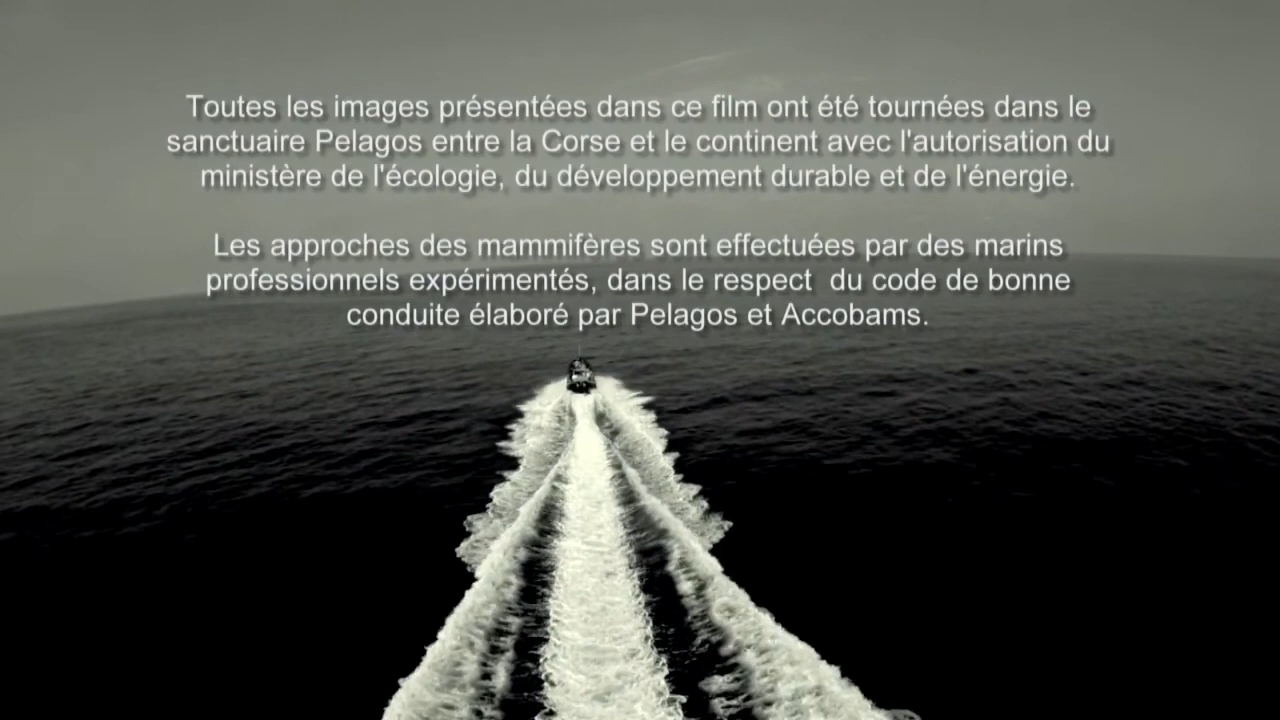 Toutes les images présentées dans ce film ont été tournées dans le
sanctuaire Pelagos entre la Corse et le continent avec l'autorisation du
ministère de l'écologie, du développement durable et de l'énergie.
Les approches des mammifères sont effectuées par des marins
professionnels expérimentés, dans le respect  du code de bonne
conduite élaboré par Pelagos et Accobams.